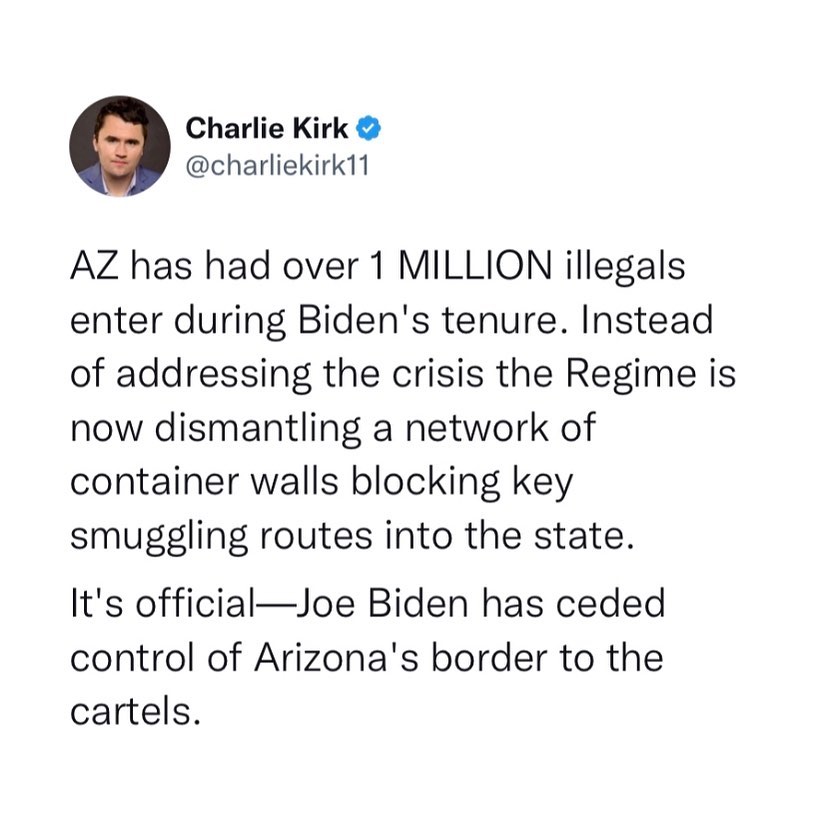 Charlie Kirk
@charliekirk11
AZ has had over 1 MILLION illegals
enter during Biden's tenure. Instead
of addressing the crisis the Regime is
now dismantling a network of
container walls blocking key
smuggling routes into the state.
It's official—Joe Biden has ceded
control of Arizona's border to the
cartels.